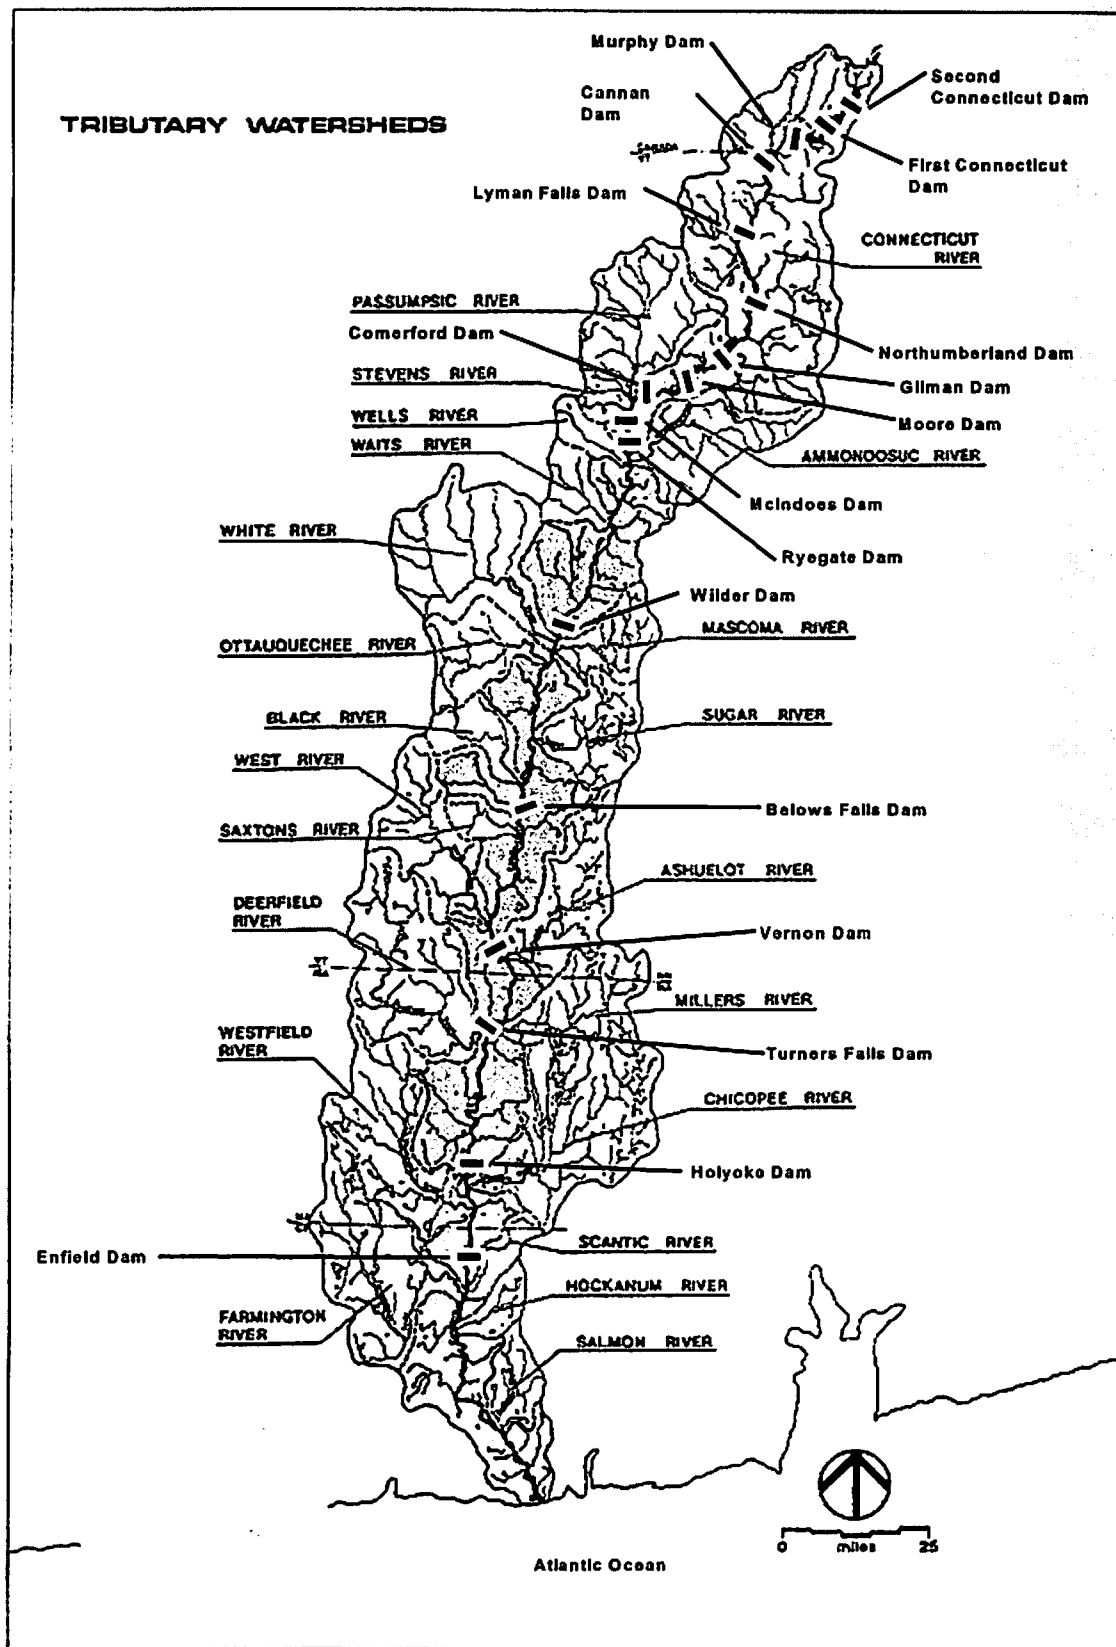 Murphy Dam
Cannan
Dam
Second
Connecticut Dam
TRIBUTARY WATERSHEDS
CANADA
VT
First Connecticut
Dam
Lyman Falls Dam
CONNECTICUT
RIVER
PASSUMPSIC RIVER
Comerford Dam
Northumberland Dam
STEVENS RIVER
Gilman Dam
WELLS RIVER
Moore Dam
WAITS RIVER
AMMONOOSUC RIVER
McIndoes Dam
WHITE RIVER
Ryegate Dam
Wilder Dam
MASCOMA RIVER
OTTAUQUECHEE RIVER
BLACK RIVER
SUGAR RIVER
WEST RIVER
Belows Falls Dam
SAXTONS RIVER
ASHUELOT RIVER
DEERFIELD
RIVER
Vernon Dam
VT
MA
MILLERS RIVER
WESTFIELD
RIVER
Turners Falls Dam
CHICOPEE RIVER
Holyoke Dam
SCANTIC RIVER
Enfield Dam
HOCKANUM RIVER
FARMINGTON
RIVER
SALMON RIVER
0 miles 25
Atlantic Ocean